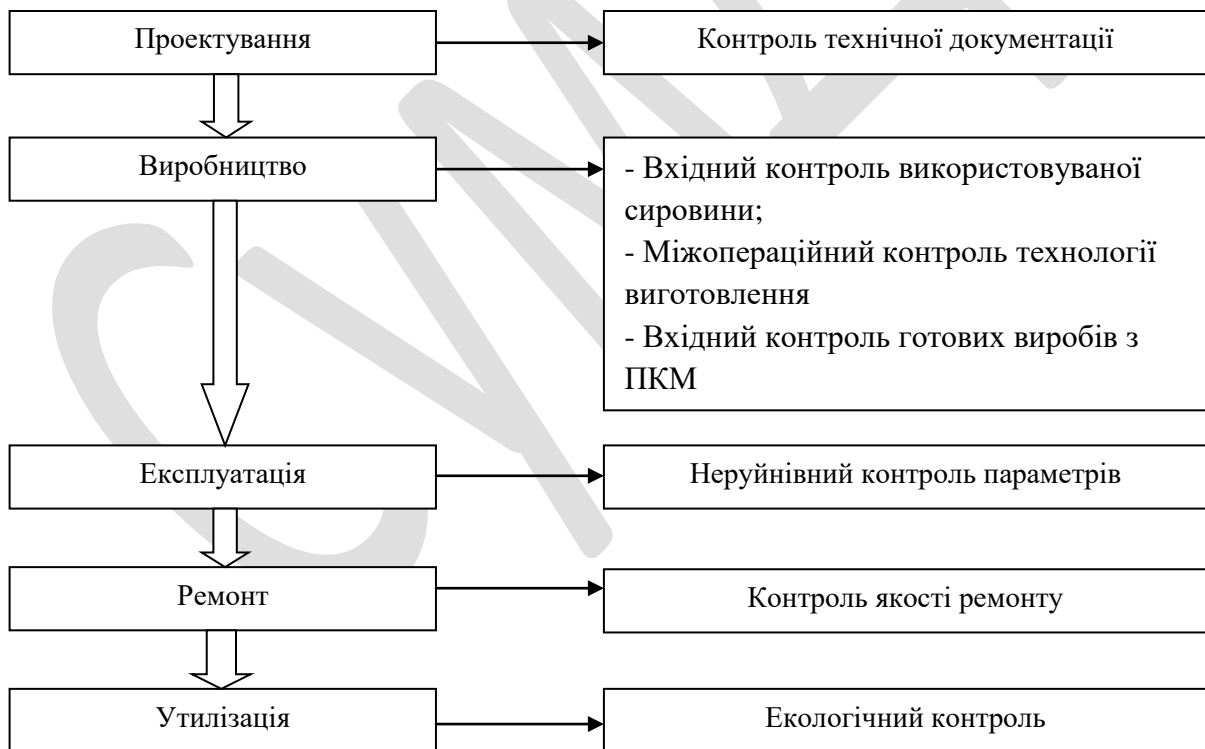 Проектування
Контроль технічної документації
Виробництво
- Вхідний контроль використовуваної
сировини;
- Міжопераційний контроль технології
виготовлення
- Вхідний контроль готових виробів з
ПКМ
Експлуатація
Неруйнівний контроль параметрів
Ремонт
Контроль якості ремонту
Утилізація
Екологічний контроль